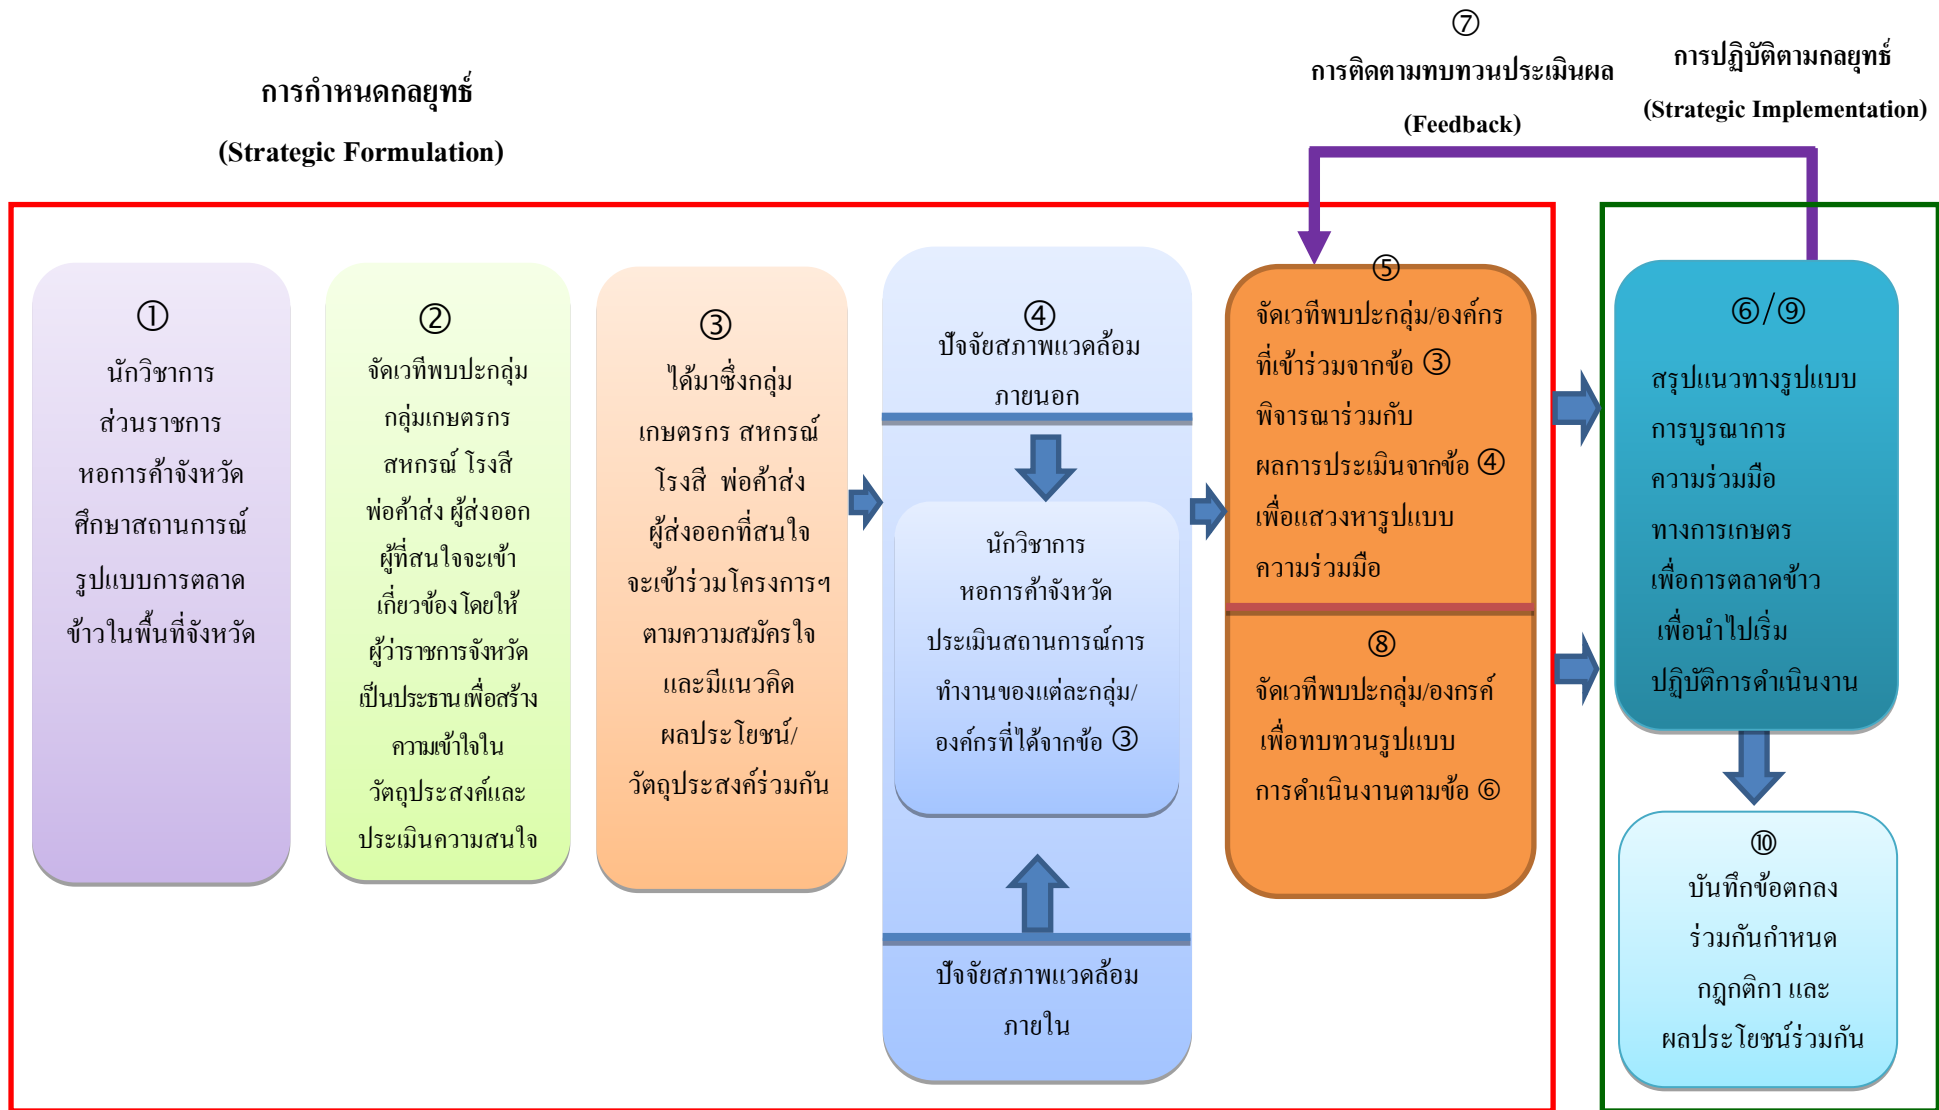 การกำหนดกลยุทธ์
(Strategic Formulation)
⑦
การติดตามทบทวนประเมินผล
(Feedback)
การปฏิบัติตามกลยุทธ์
(Strategic Implementation)
①
นักวิชาการ
ส่วนราชการ
หอการค้าจังหวัด
ศึกษาสถานการณ์
รูปแบบการตลาด
ข้าวในพื้นที่จังหวัด
②
จัดเวทีพบปะกลุ่ม
กลุ่มเกษตรกร
สหกรณ์ โรงสี
พ่อค้าส่ง ผู้ส่งออก
ผู้ที่สนใจจะเข้า
เกี่ยวข้อง โดยให้
ผู้ว่าราชการจังหวัด
เป็นประธาน เพื่อสร้าง
ความเข้าใจใน
วัตถุประสงค์และ
ประเมินความสนใจ
③
ได้มาซึ่งกลุ่ม
เกษตรกร สหกรณ์
โรงสี พ่อค้าส่ง
ผู้ส่งออกที่สนใจ
จะเข้าร่วมโครงการฯ
ตามความสมัครใจ
และมีแนวคิด
ผลประโยชน์/
วัตถุประสงค์ร่วมกัน
④
ปัจจัยสภาพแวดล้อม
ภายนอก
นักวิชาการ
หอการค้าจังหวัด
ประเมินสถานการณ์การ
ทำงานของแต่ละกลุ่ม/
องค์กรที่ได้จากข้อ ③
ปัจจัยสภาพแวดล้อม
ภายใน
⑤
จัดเวทีพบปะกลุ่ม/องค์กร
ที่เข้าร่วมจากข้อ ③
พิจารณาร่วมกับ
ผลการประเมินจากข้อ ④
เพื่อแสวงหารูปแบบ
ความร่วมมือ
⑧
จัดเวทีพบปะกลุ่ม/องกรค์
เพื่อทบทวนรูปแบบ
การดำเนินงานตามข้อ ⑥
⑥/⑨
สรุปแนวทางรูปแบบ
การบูรณาการ
ความร่วมมือ
ทางการเกษตร
เพื่อการตลาดข้าว
เพื่อนำไปเริ่ม
ปฏิบัติการดำเนินงาน
⑩
บันทึกข้อตกลง
ร่วมกันกำหนด
กฎกติกา และ
ผลประโยชน์ร่วมกัน